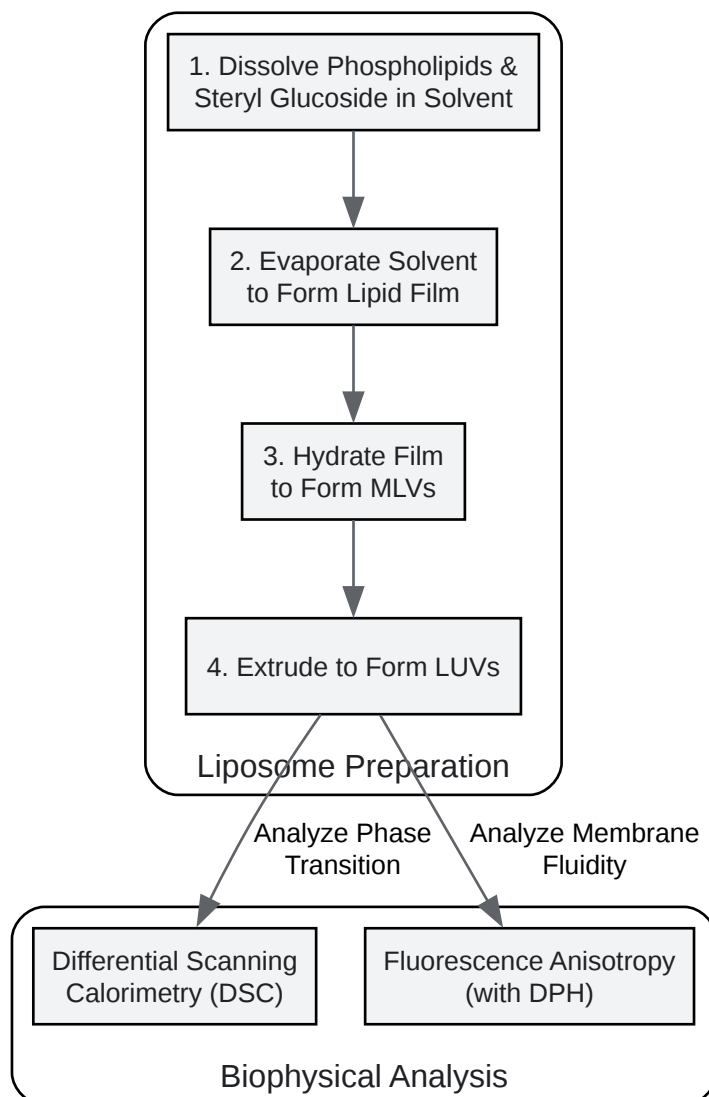 1. Dissolve Phospholipids &
Steryl Glucoside in Solvent
2. Evaporate Solvent
to Form Lipid Film
3. Hydrate Film
to Form MLVs
4. Extrude to Form LUVs
Liposome Preparation
Analyze Phase
Transition
Analyze Membrane
Fluidity
Differential Scanning
Calorimetry (DSC)
Fluorescence Anisotropy
(with DPH)
Biophysical Analysis